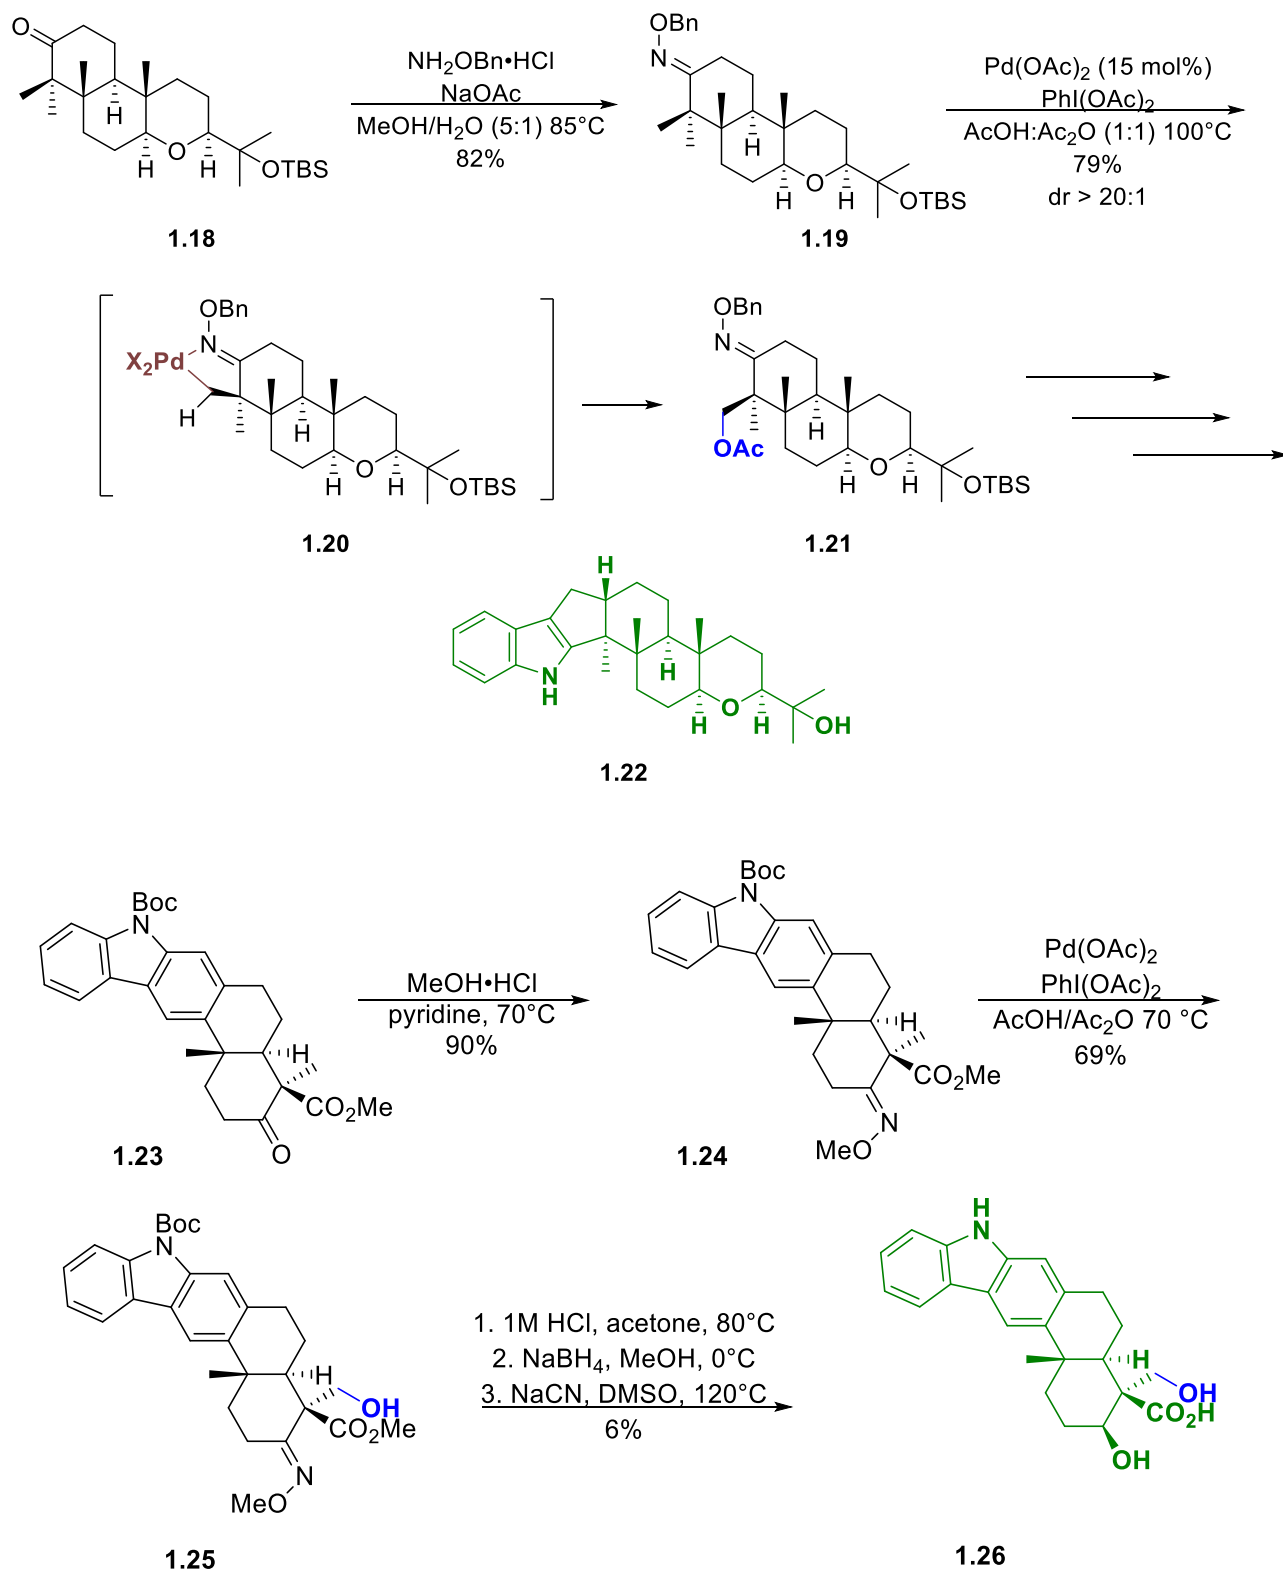 O
H
H
O
H
OTBS
1.18
NH2OBn•HCl
NaOAc
MeOH/H2O (5:1) 85°C
82%
OBn
N
H
H
O
H
OTBS
1.19
Pd(OAc)2 (15 mol%)
PhI(OAc)2
AcOH:Ac2O (1:1) 100°C
79%
dr > 20:1
OBn
N
X2Pd
H
H
H
O
H
OTBS
1.20
OBn
N
OAc
H
H
O
H
OTBS
1.21
H
N
H
H
H
O
H
OH
1.22
Boc
N
H
CO2Me
O
1.23
MeOH•HCl
pyridine, 70°C
90%
Boc
N
H
CO2Me
N
MeO
1.24
Pd(OAc)2
PhI(OAc)2
AcOH/Ac2O 70 °C
69%
Boc
N
H
OH
CO2Me
N
MeO
1.25
1. 1M HCl, acetone, 80°C
2. NaBH4, MeOH, 0°C
3. NaCN, DMSO, 120°C
6%
H
N
H
OH
CO2H
OH
1.26